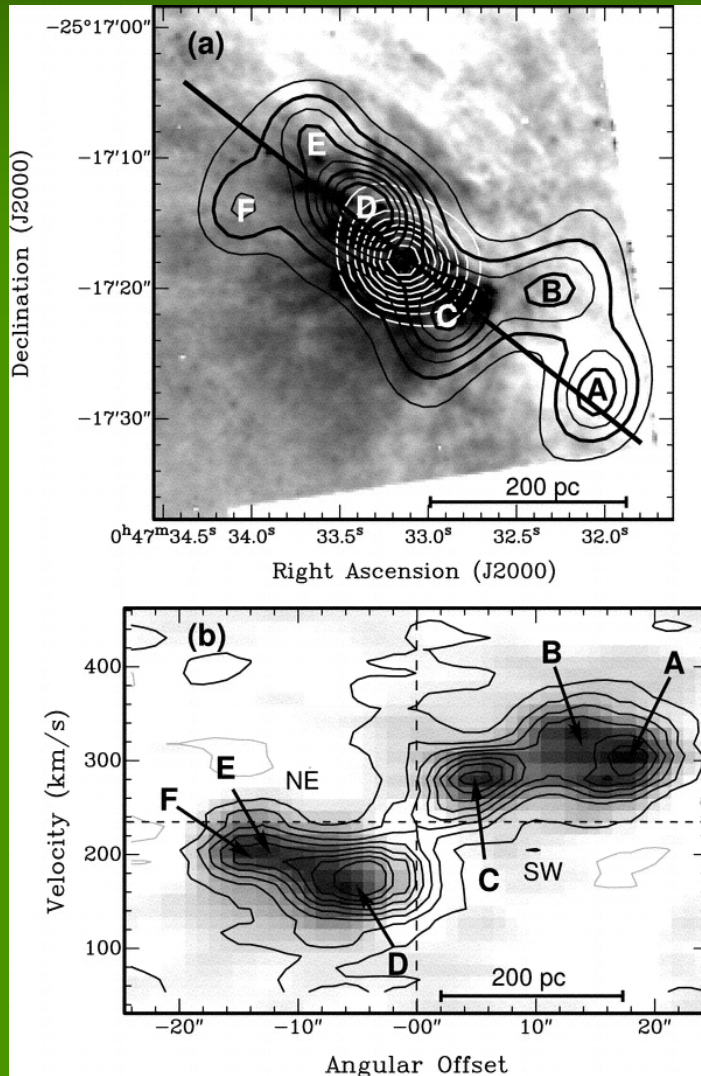 (a)
−25°17′00″
−17′10″
−17′20″
−17′30″
Declination (J2000)
E
F
D
B
C
A
200 pc
0ʰ47ᵐ34.5ˢ 34.0ˢ 33.5ˢ 33.0ˢ 32.5ˢ 32.0ˢ
Right Ascension (J2000)
(b)
400
300
200
100
Velocity (km/s)
B
A
E
NE
F
C
SW
D
200 pc
−20″ −10″ −00″ 10″ 20″
Angular Offset